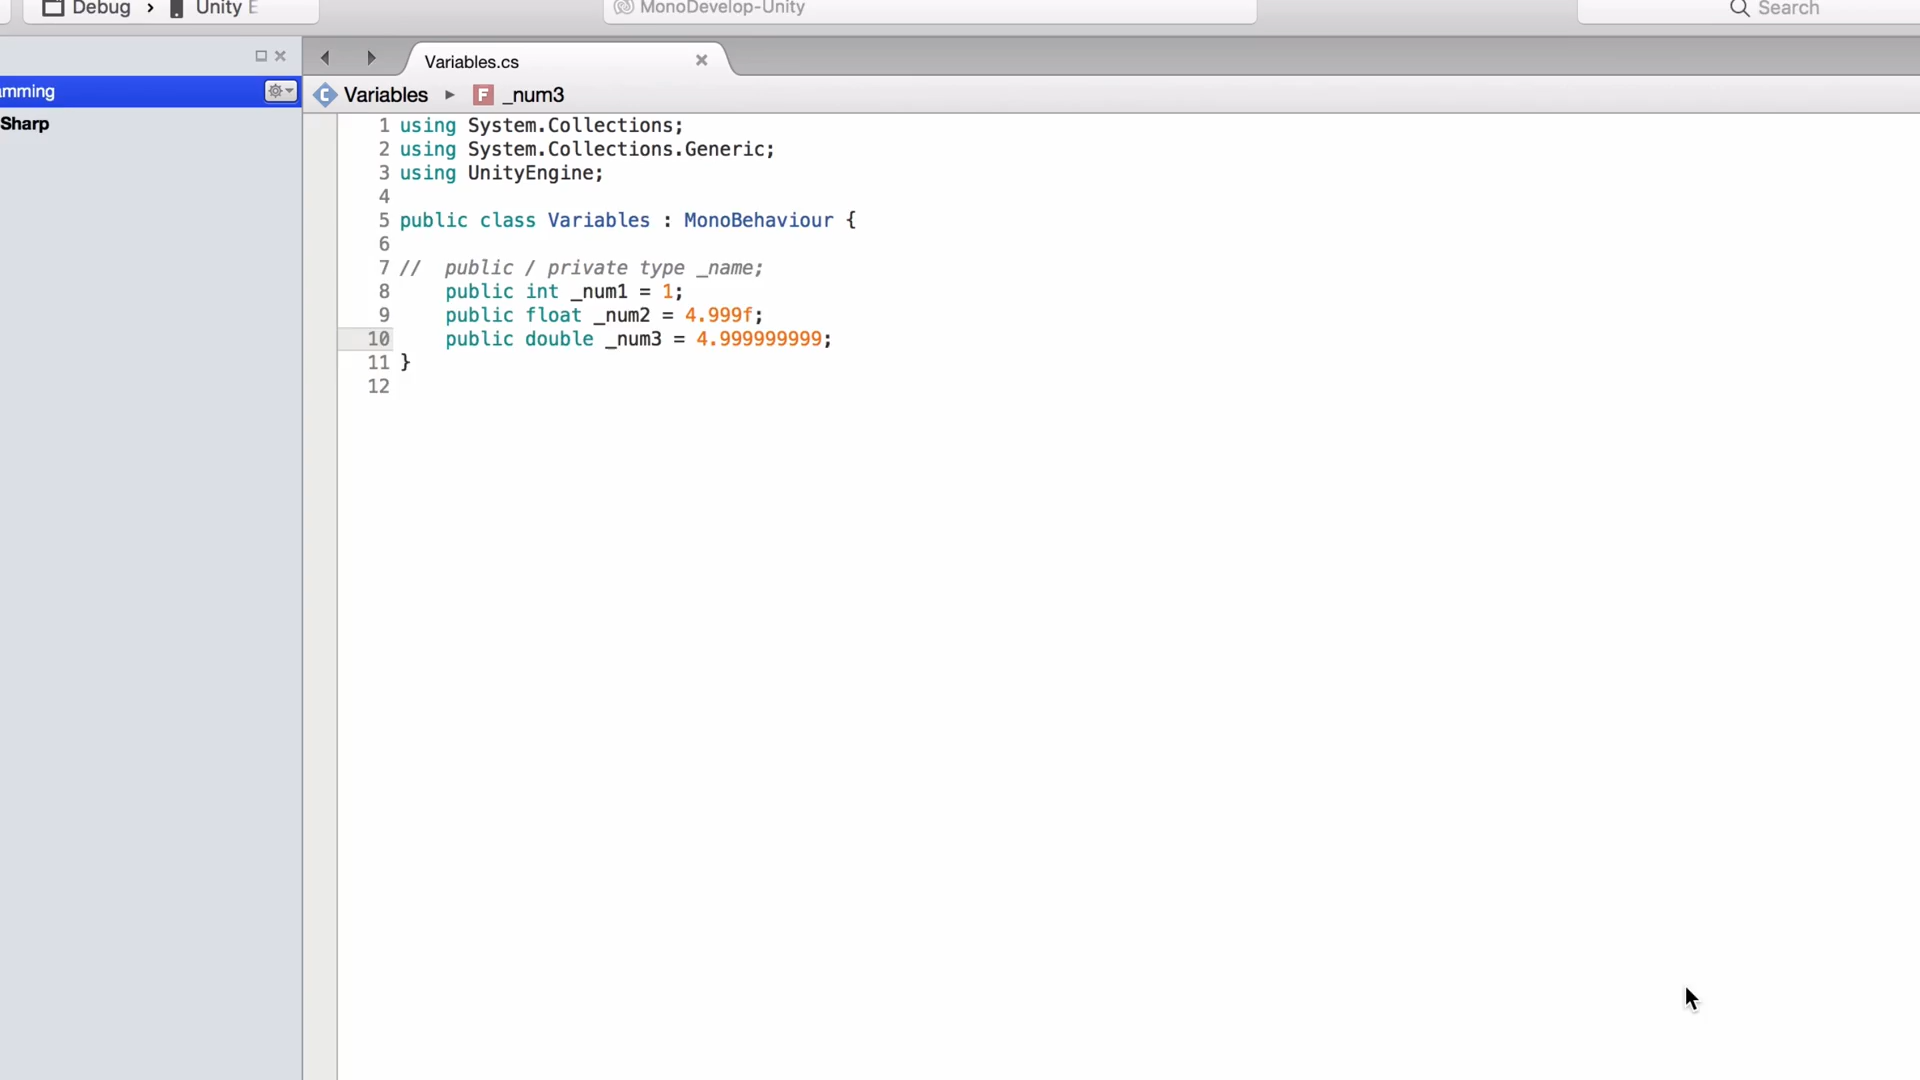 Debug > Unity E
MonoDevelop-Unity
Search
Variables.cs
amming
Variables ▸ F _num3
Sharp
1 using System.Collections;
2 using System.Collections.Generic;
3 using UnityEngine;
4
5 public class Variables : MonoBehaviour {
6
7 //  public / private type _name;
8     public int _num1 = 1;
9     public float _num2 = 4.999f;
10     public double _num3 = 4.999999999;
11 }
12